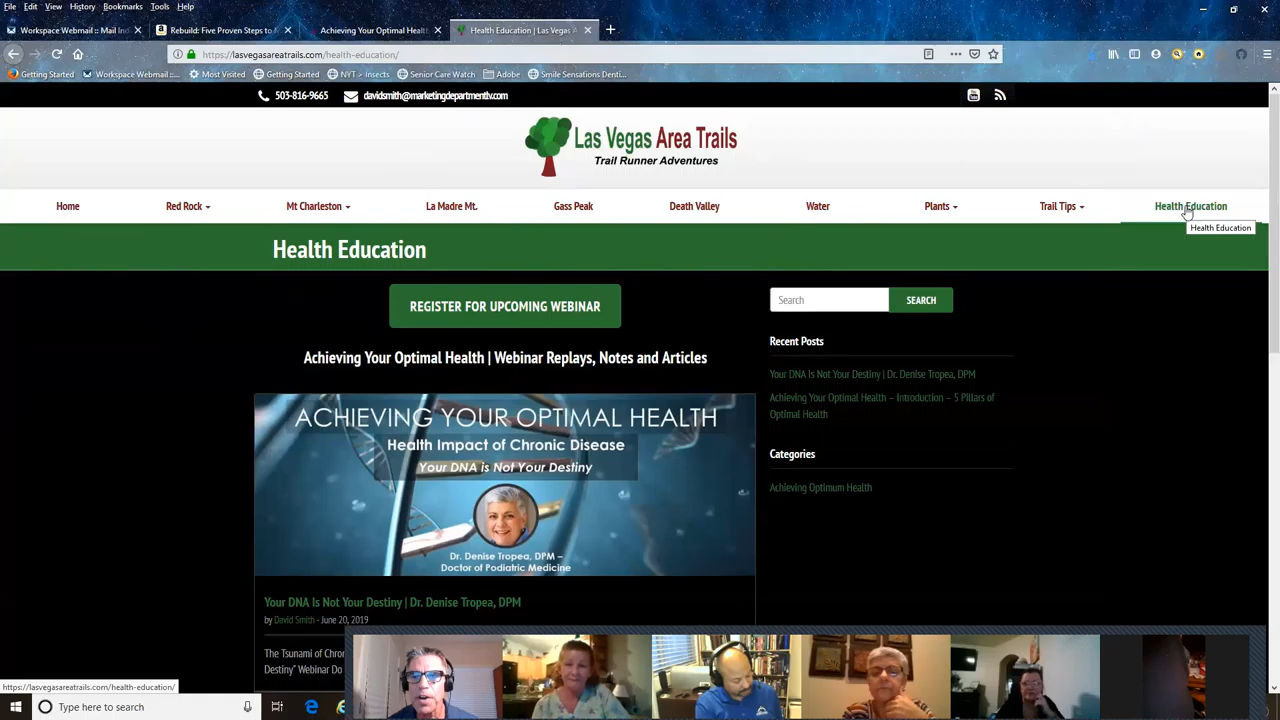 File Edit View History Bookmarks Tools Help
Workspace Webmail :: Mail Ind
Rebuild: Five Proven Steps to
Achieving Your Optimal Health
Health Education | Las Vegas A
https://lasvegasareatrails.com/health-education/
Getting Started
Workspace Webmail ::...
Most Visited
Getting Started
NYT > Insects
Senior Care Watch
Adobe
Smile Sensations Denti...
503-816-9665
davidsmith@marketingdepartmentlv.com
Las Vegas Area Trails
Trail Runner Adventures
Home
Red Rock
Mt Charleston
La Madre Mt.
Gass Peak
Death Valley
Water
Plants
Trail Tips
Health Education
Health Education
Health Education
REGISTER FOR UPCOMING WEBINAR
Search
SEARCH
Achieving Your Optimal Health | Webinar Replays, Notes and Articles
Recent Posts
Your DNA Is Not Your Destiny | Dr. Denise Tropea, DPM
Achieving Your Optimal Health – Introduction – 5 Pillars of
Optimal Health
Categories
Achieving Optimum Health
ACHIEVING YOUR OPTIMAL HEALTH
Health Impact of Chronic Disease
Your DNA is Not Your Destiny
Dr. Denise Tropea, DPM –
Doctor of Podiatric Medicine
Your DNA Is Not Your Destiny | Dr. Denise Tropea, DPM
by David Smith - June 20, 2019
The Tsunami of Chron
Destiny" Webinar Do
https://lasvegasareatrails.com/health-education/
Type here to search